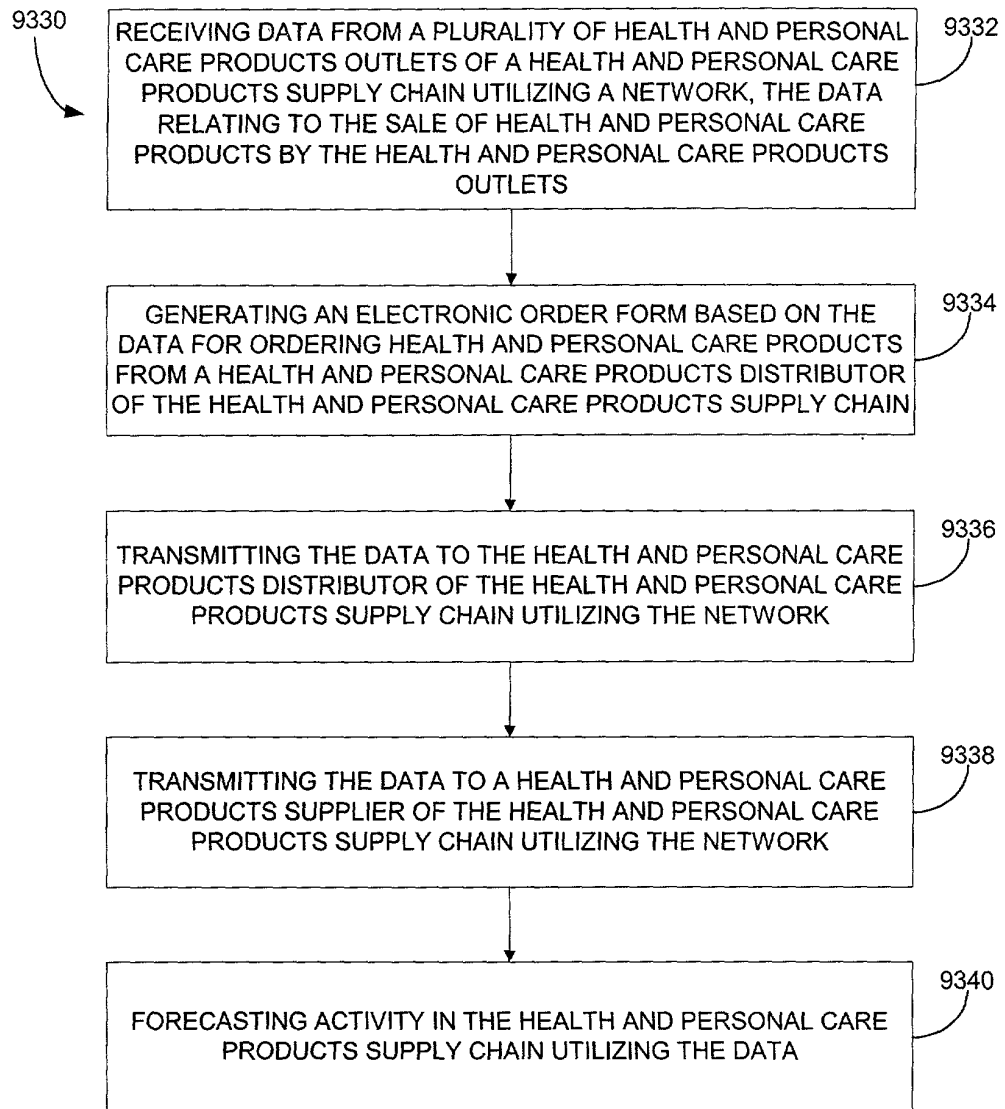 9330
RECEIVING DATA FROM A PLURALITY OF HEALTH AND PERSONAL
CARE PRODUCTS OUTLETS OF A HEALTH AND PERSONAL CARE
PRODUCTS SUPPLY CHAIN UTILIZING A NETWORK, THE DATA
RELATING TO THE SALE OF HEALTH AND PERSONAL CARE
PRODUCTS BY THE HEALTH AND PERSONAL CARE PRODUCTS
OUTLETS
9332
GENERATING AN ELECTRONIC ORDER FORM BASED ON THE
DATA FOR ORDERING HEALTH AND PERSONAL CARE PRODUCTS
FROM A HEALTH AND PERSONAL CARE PRODUCTS DISTRIBUTOR
OF THE HEALTH AND PERSONAL CARE PRODUCTS SUPPLY CHAIN
9334
TRANSMITTING THE DATA TO THE HEALTH AND PERSONAL CARE
PRODUCTS DISTRIBUTOR OF THE HEALTH AND PERSONAL CARE
PRODUCTS SUPPLY CHAIN UTILIZING THE NETWORK
9336
TRANSMITTING THE DATA TO A HEALTH AND PERSONAL CARE
PRODUCTS SUPPLIER OF THE HEALTH AND PERSONAL CARE
PRODUCTS SUPPLY CHAIN UTILIZING THE NETWORK
9338
FORECASTING ACTIVITY IN THE HEALTH AND PERSONAL CARE
PRODUCTS SUPPLY CHAIN UTILIZING THE DATA
9340